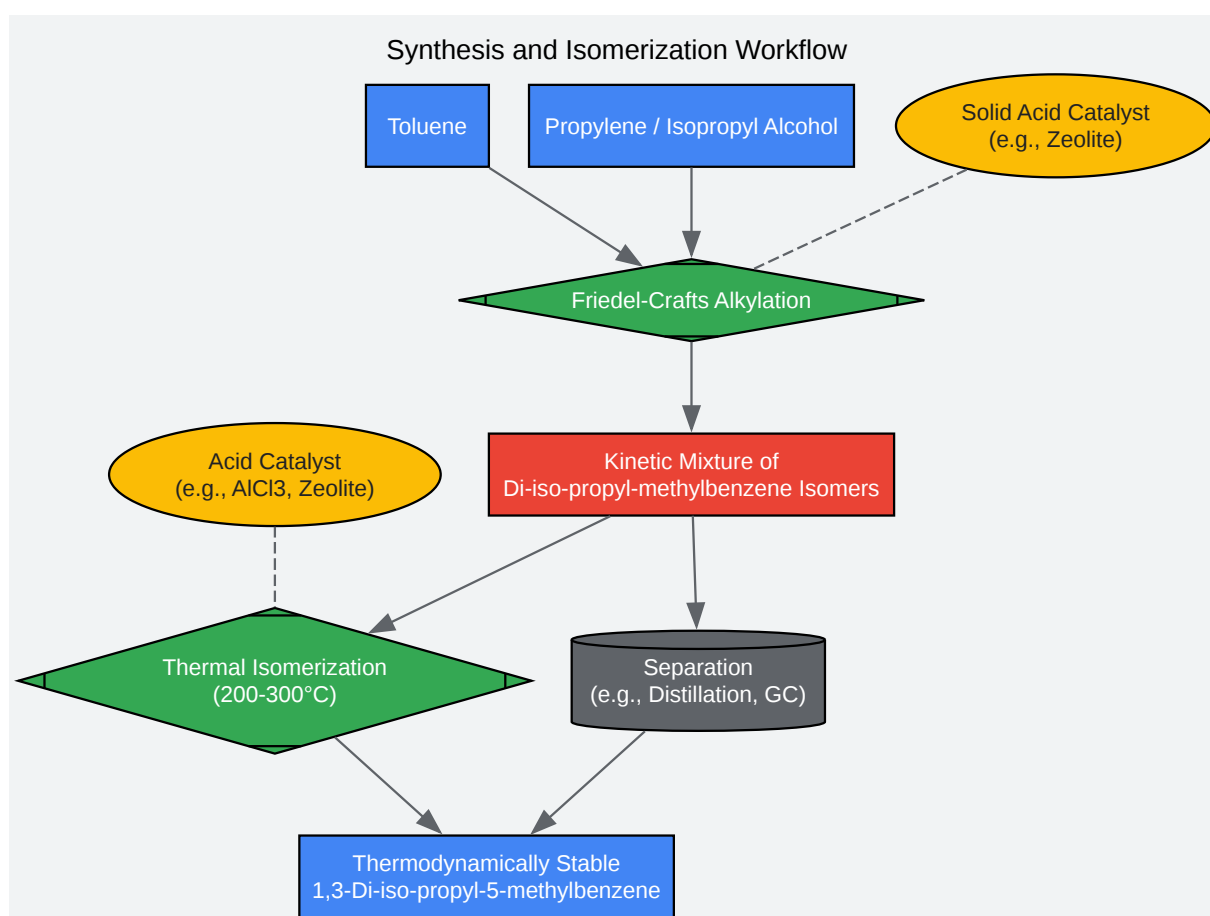 Synthesis and Isomerization Workflow
Toluene
Propylene / Isopropyl Alcohol
Solid Acid Catalyst
(e.g., Zeolite)
Friedel-Crafts Alkylation
Acid Catalyst
(e.g., AlCl3, Zeolite)
Kinetic Mixture of
Di-iso-propyl-methylbenzene Isomers
Thermal Isomerization
(200-300°C)
Separation
(e.g., Distillation, GC)
Thermodynamically Stable
1,3-Di-iso-propyl-5-methylbenzene